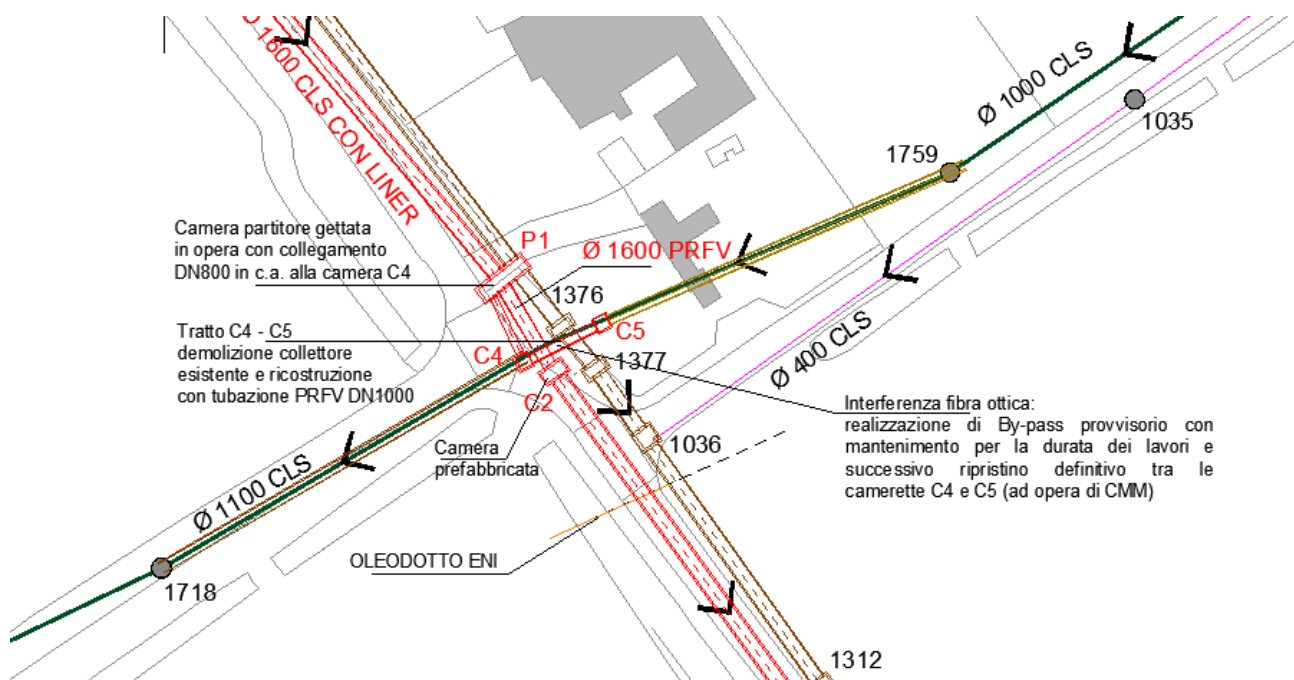 Ø 1600 CLS CON LINER
Ø 1000 CLS
1035
1759
Camera partitore gettata
in opera con collegamento
DN800 in c.a. alla camera C4
P1
Ø 1600 PRFV
1376
Tratto C4 - C5
demolizione collettore
esistente e ricostruzione
con tubazione PRFV DN1000
C4
C5
1377
C2
Ø 400 CLS
Camera
prefabbricata
1036
Interferenza fibra ottica:
realizzazione di By-pass provvisorio con
mantenimento per la durata dei lavori e
successivo ripristino definitivo tra le
camerette C4 e C5 (ad opera di CMM)
Ø 1100 CLS
OLEODOTTO ENI
1718
1312